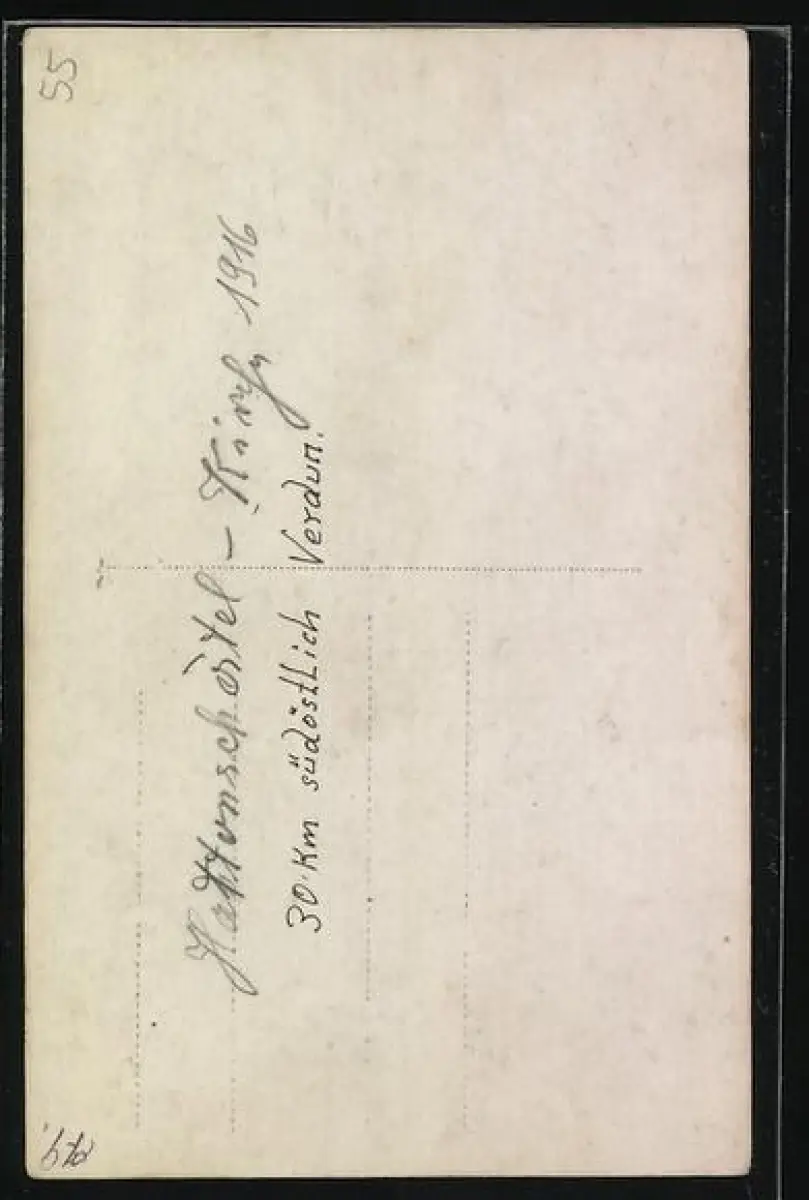 55
Hattonschâtel - Kirche 1916
30 Km südöstlich Verdun.